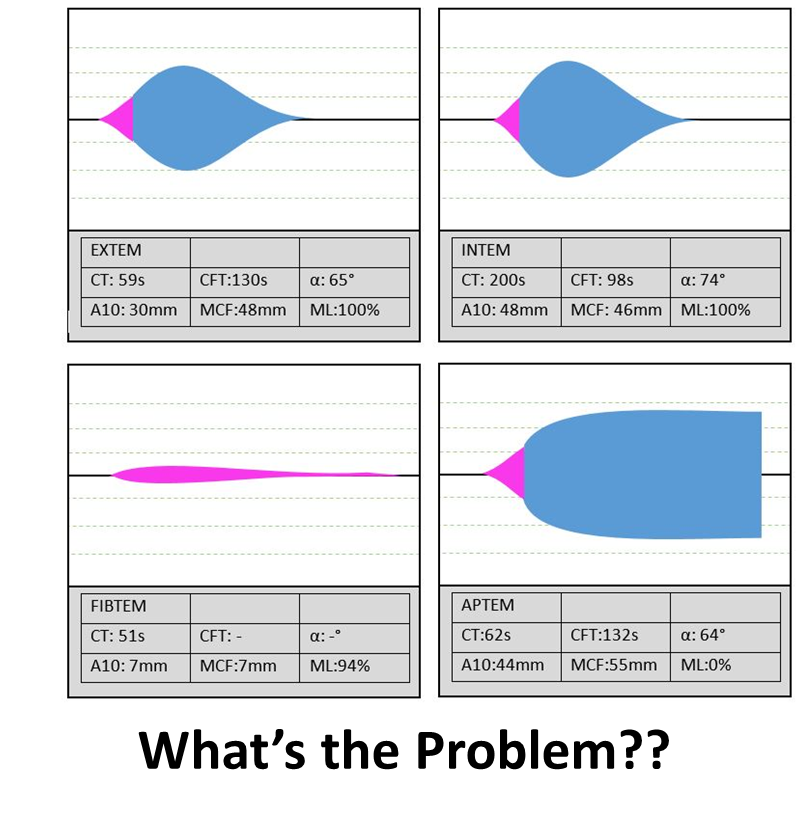 EXTEM
CT: 59s CFT:130s α: 65°
A10: 30mm MCF:48mm ML:100%
INTEM
CT: 200s CFT: 98s α: 74°
A10: 48mm MCF: 46mm ML:100%
FIBTEM
CT: 51s CFT: - α: -°
A10: 7mm MCF:7mm ML:94%
APTEM
CT:62s CFT:132s α: 64°
A10:44mm MCF:55mm ML:0%
What's the Problem??